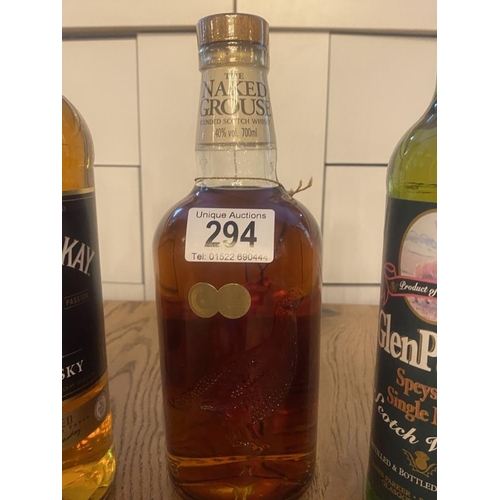 THE
NAKED
GROUSE
BLENDED SCOTCH WHISKY
40% vol. 700ml
Unique Auctions
294
Tel: 01522 690444
KAY
SKY
Product of
GlenP
Speys
Single
Scotch W
DISTILLED & BOTTLED